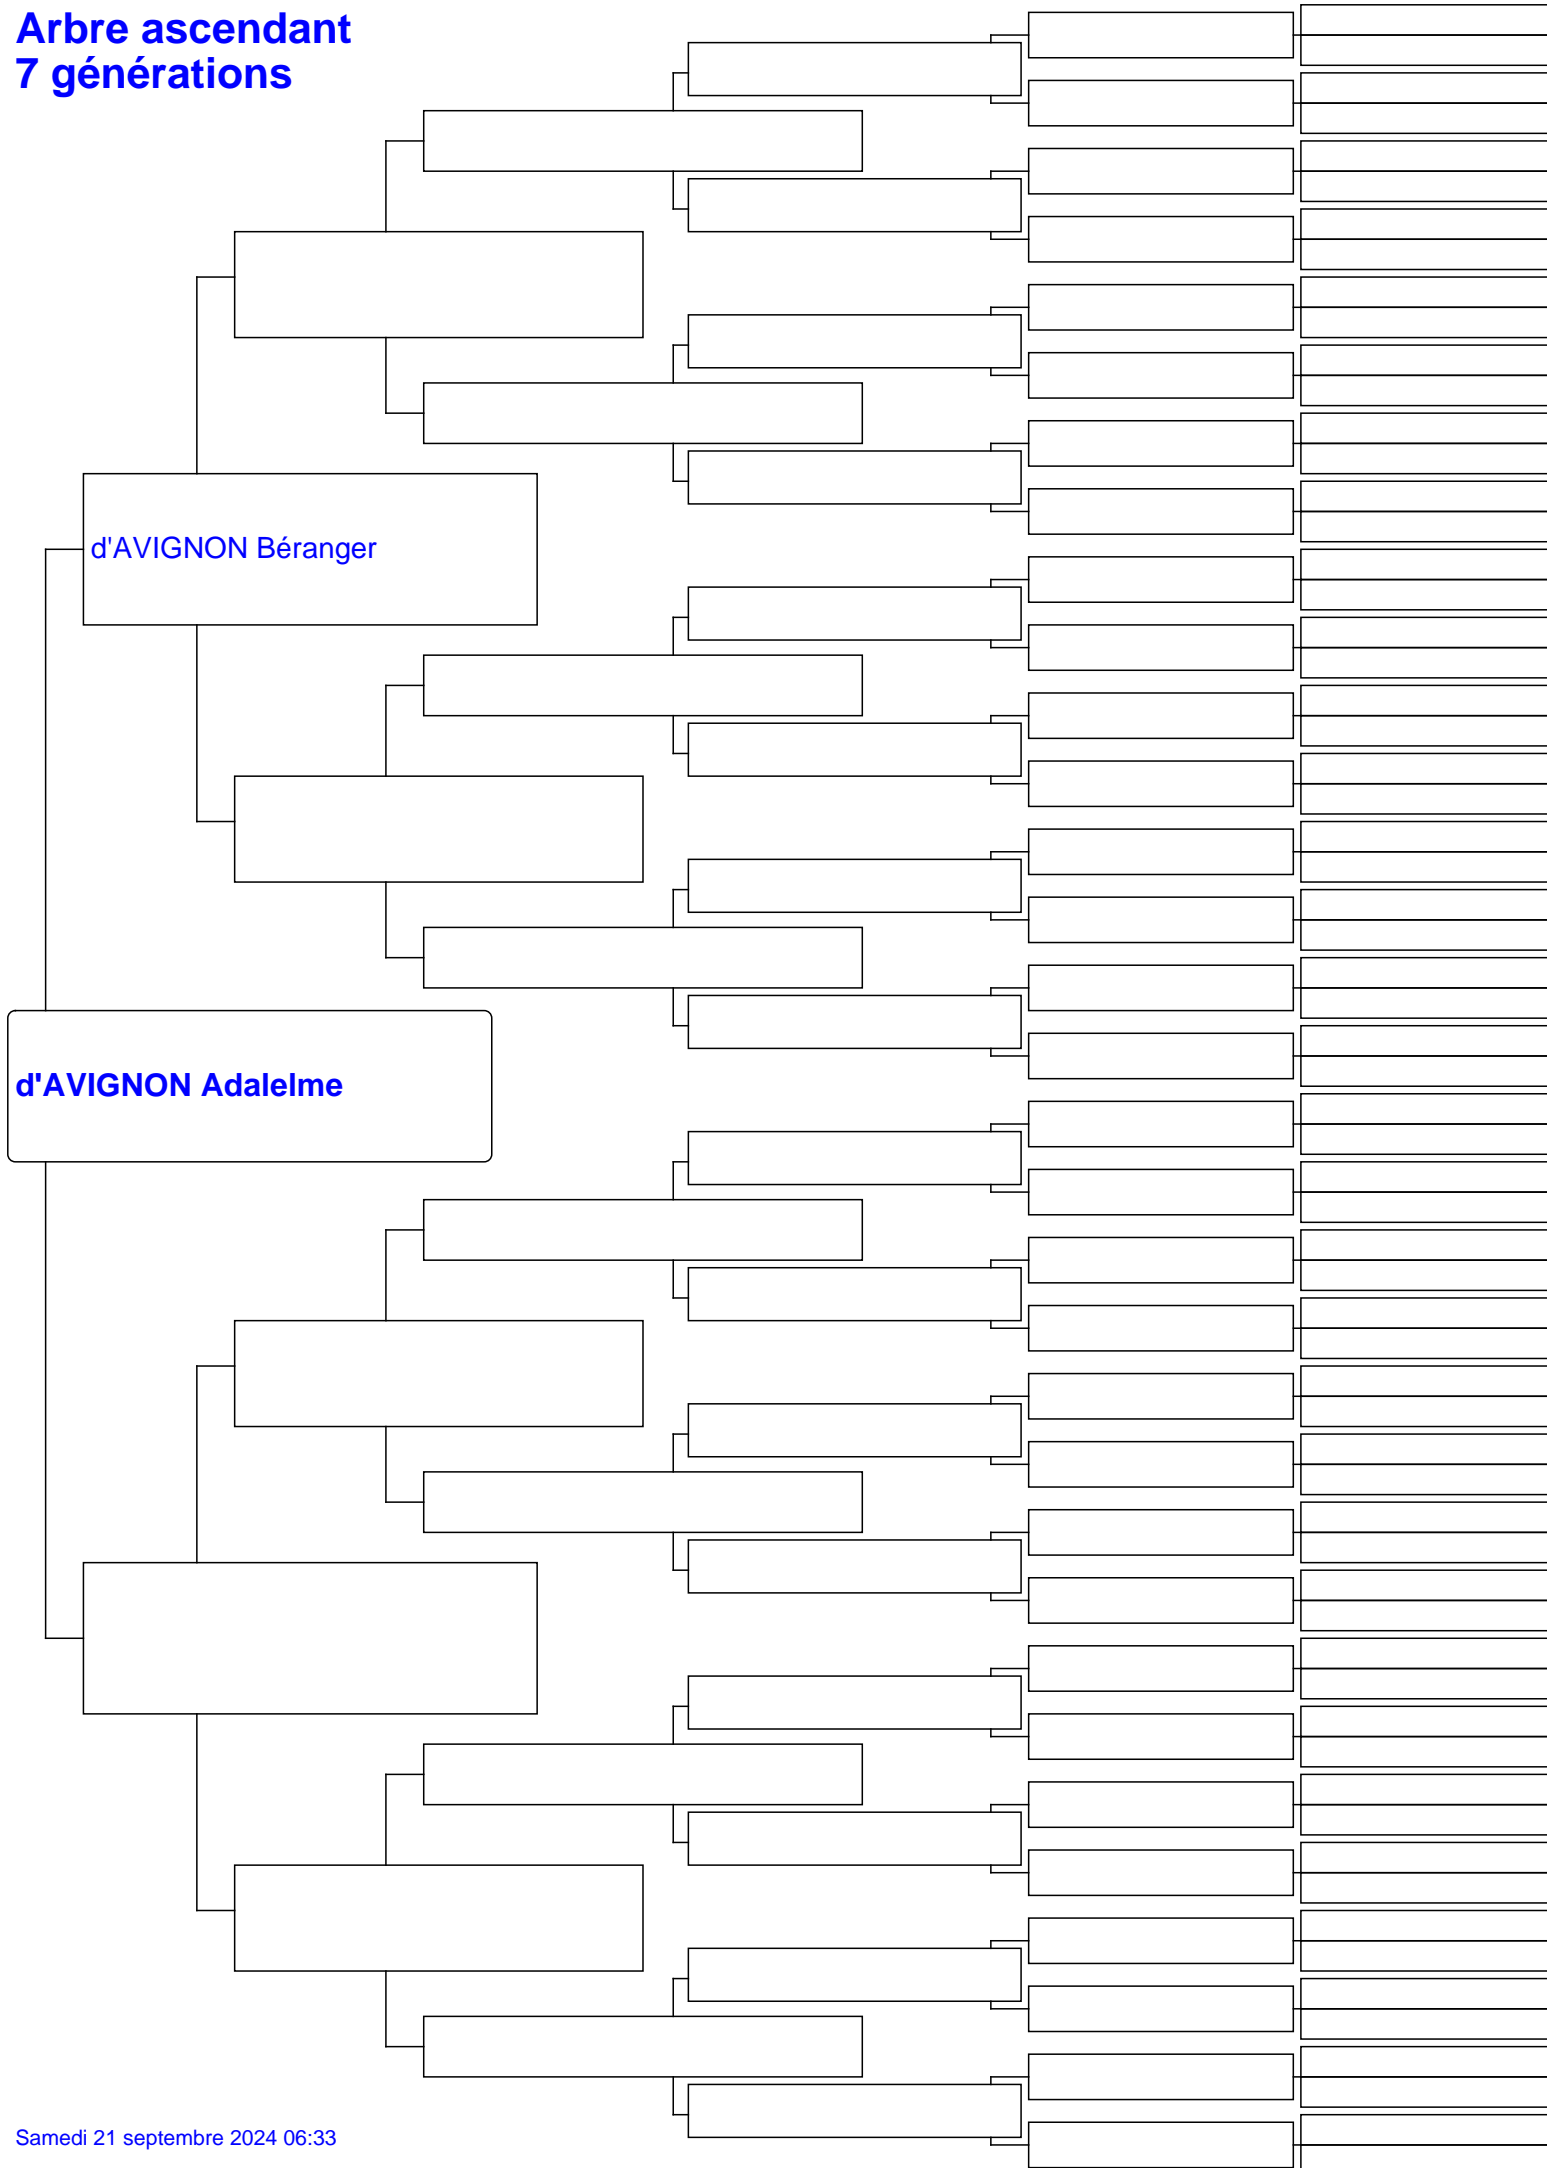 Arbre ascendant
7 générations
d'AVIGNON Béranger
d'AVIGNON Adalelme
Samedi 21 septembre 2024 06:33